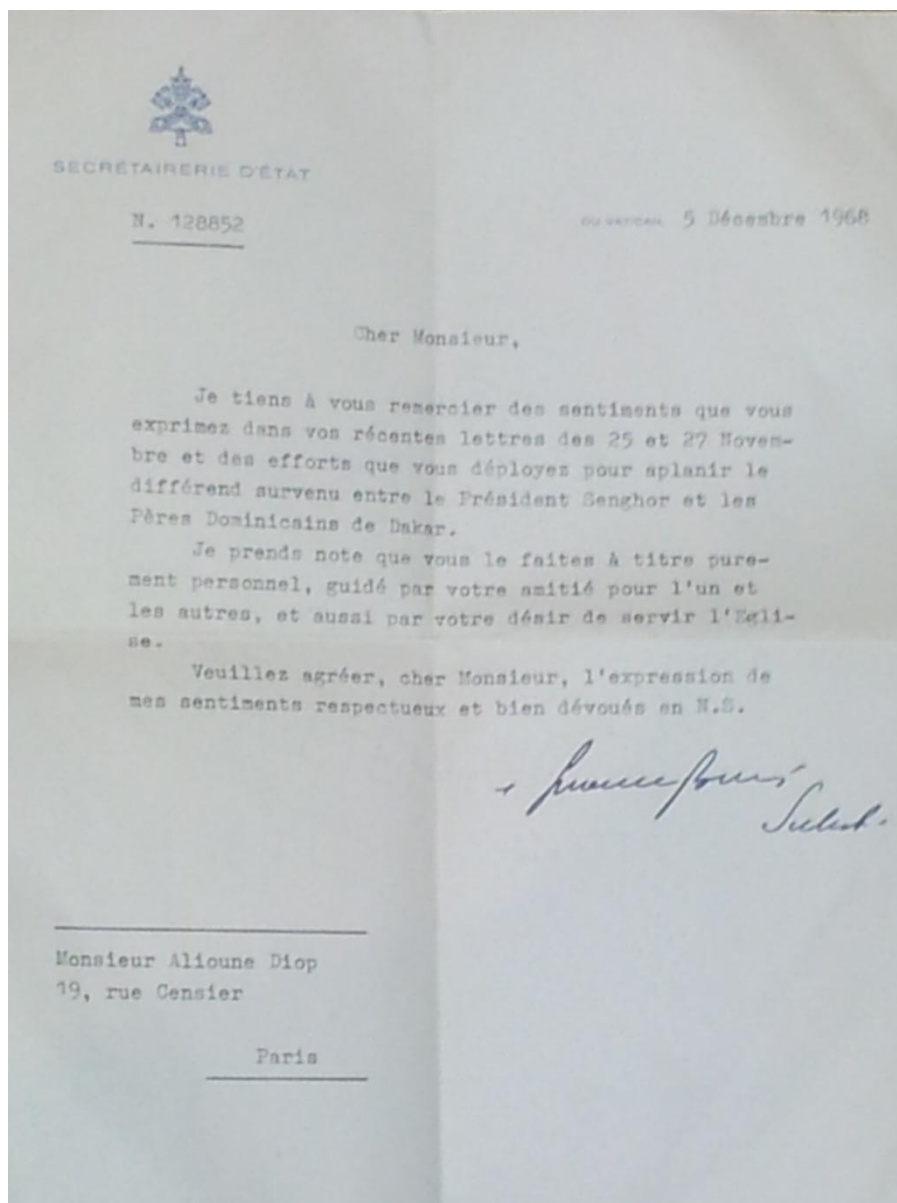 SECRÉTAIRERIE D'ÉTAT
N. 128852
DU VATICAN, 5 Décembre 1968
Cher Monsieur,
Je tiens à vous remercier des sentiments que vous
exprimez dans vos récentes lettres des 25 et 27 Novem-
bre et des efforts que vous déployez pour aplanir le
différend survenu entre le Président Senghor et les
Pères Dominicains de Dakar.
Je prends note que vous le faites à titre pure-
ment personnel, guidé par votre amitié pour l'un et
les autres, et aussi par votre désir de servir l'Egli-
se.
Veuillez agréer, cher Monsieur, l'expression de
mes sentiments respectueux et bien dévoués en N.S.
Monsieur Alioune Diop
19, rue Censier
Paris